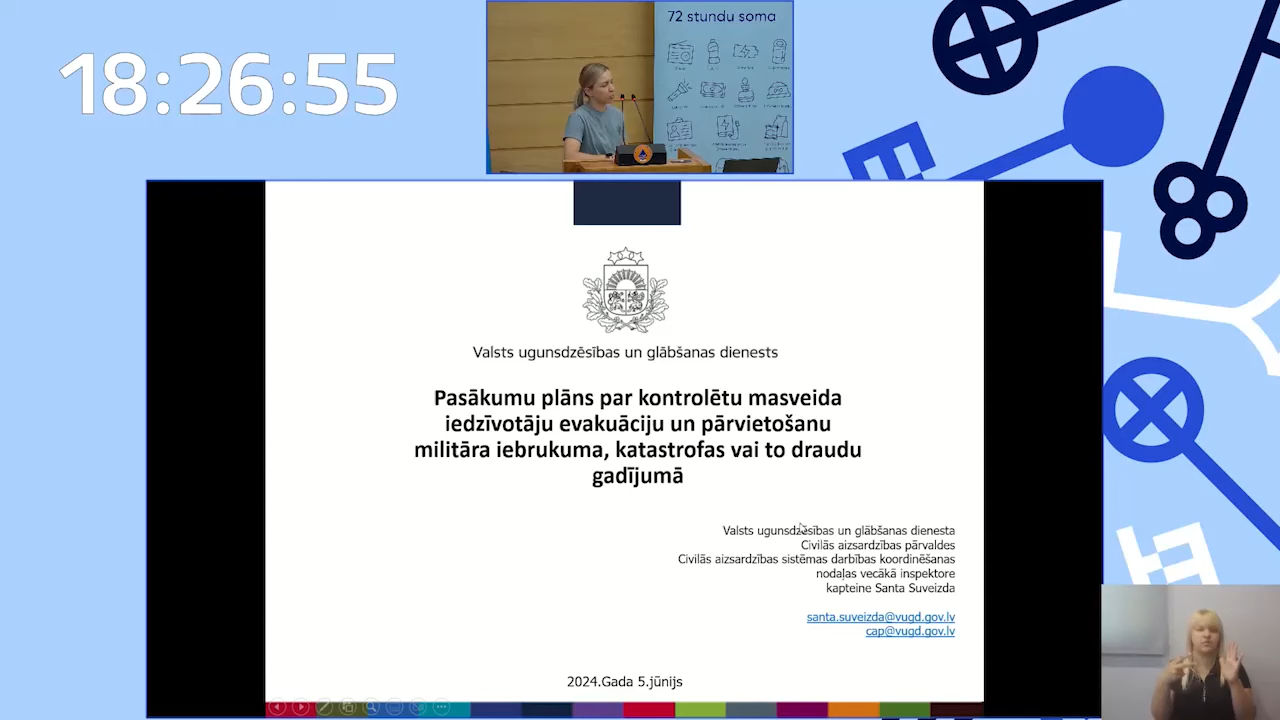 18:26:55
72 stundu soma
Valsts ugunsdzēsības un glābšanas dienests
Pasākumu plāns par kontrolētu masveida
iedzīvotāju evakuāciju un pārvietošanu
militāra iebrukuma, katastrofas vai to draudu
gadījumā
Valsts ugunsdzēsības un glābšanas dienesta
Civilās aizsardzības pārvaldes
Civilās aizsardzības sistēmas darbības koordinēšanas
nodaļas vecākā inspektore
kapteine Santa Suveizda
santa.suveizda@vugd.gov.lv
cap@vugd.gov.lv
2024.Gada 5.jūnijs